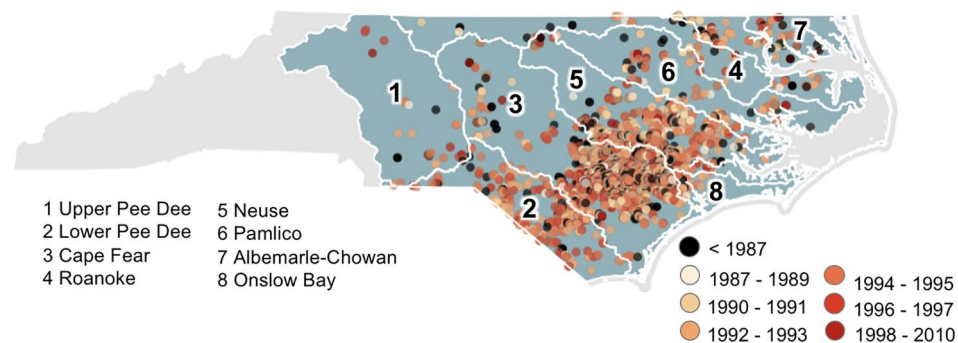 1
2
3
4
5
6
7
8
1 Upper Pee Dee
2 Lower Pee Dee
3 Cape Fear
4 Roanoke
5 Neuse
6 Pamlico
7 Albemarle-Chowan
8 Onslow Bay
< 1987
1987 - 1989
1990 - 1991
1992 - 1993
1994 - 1995
1996 - 1997
1998 - 2010